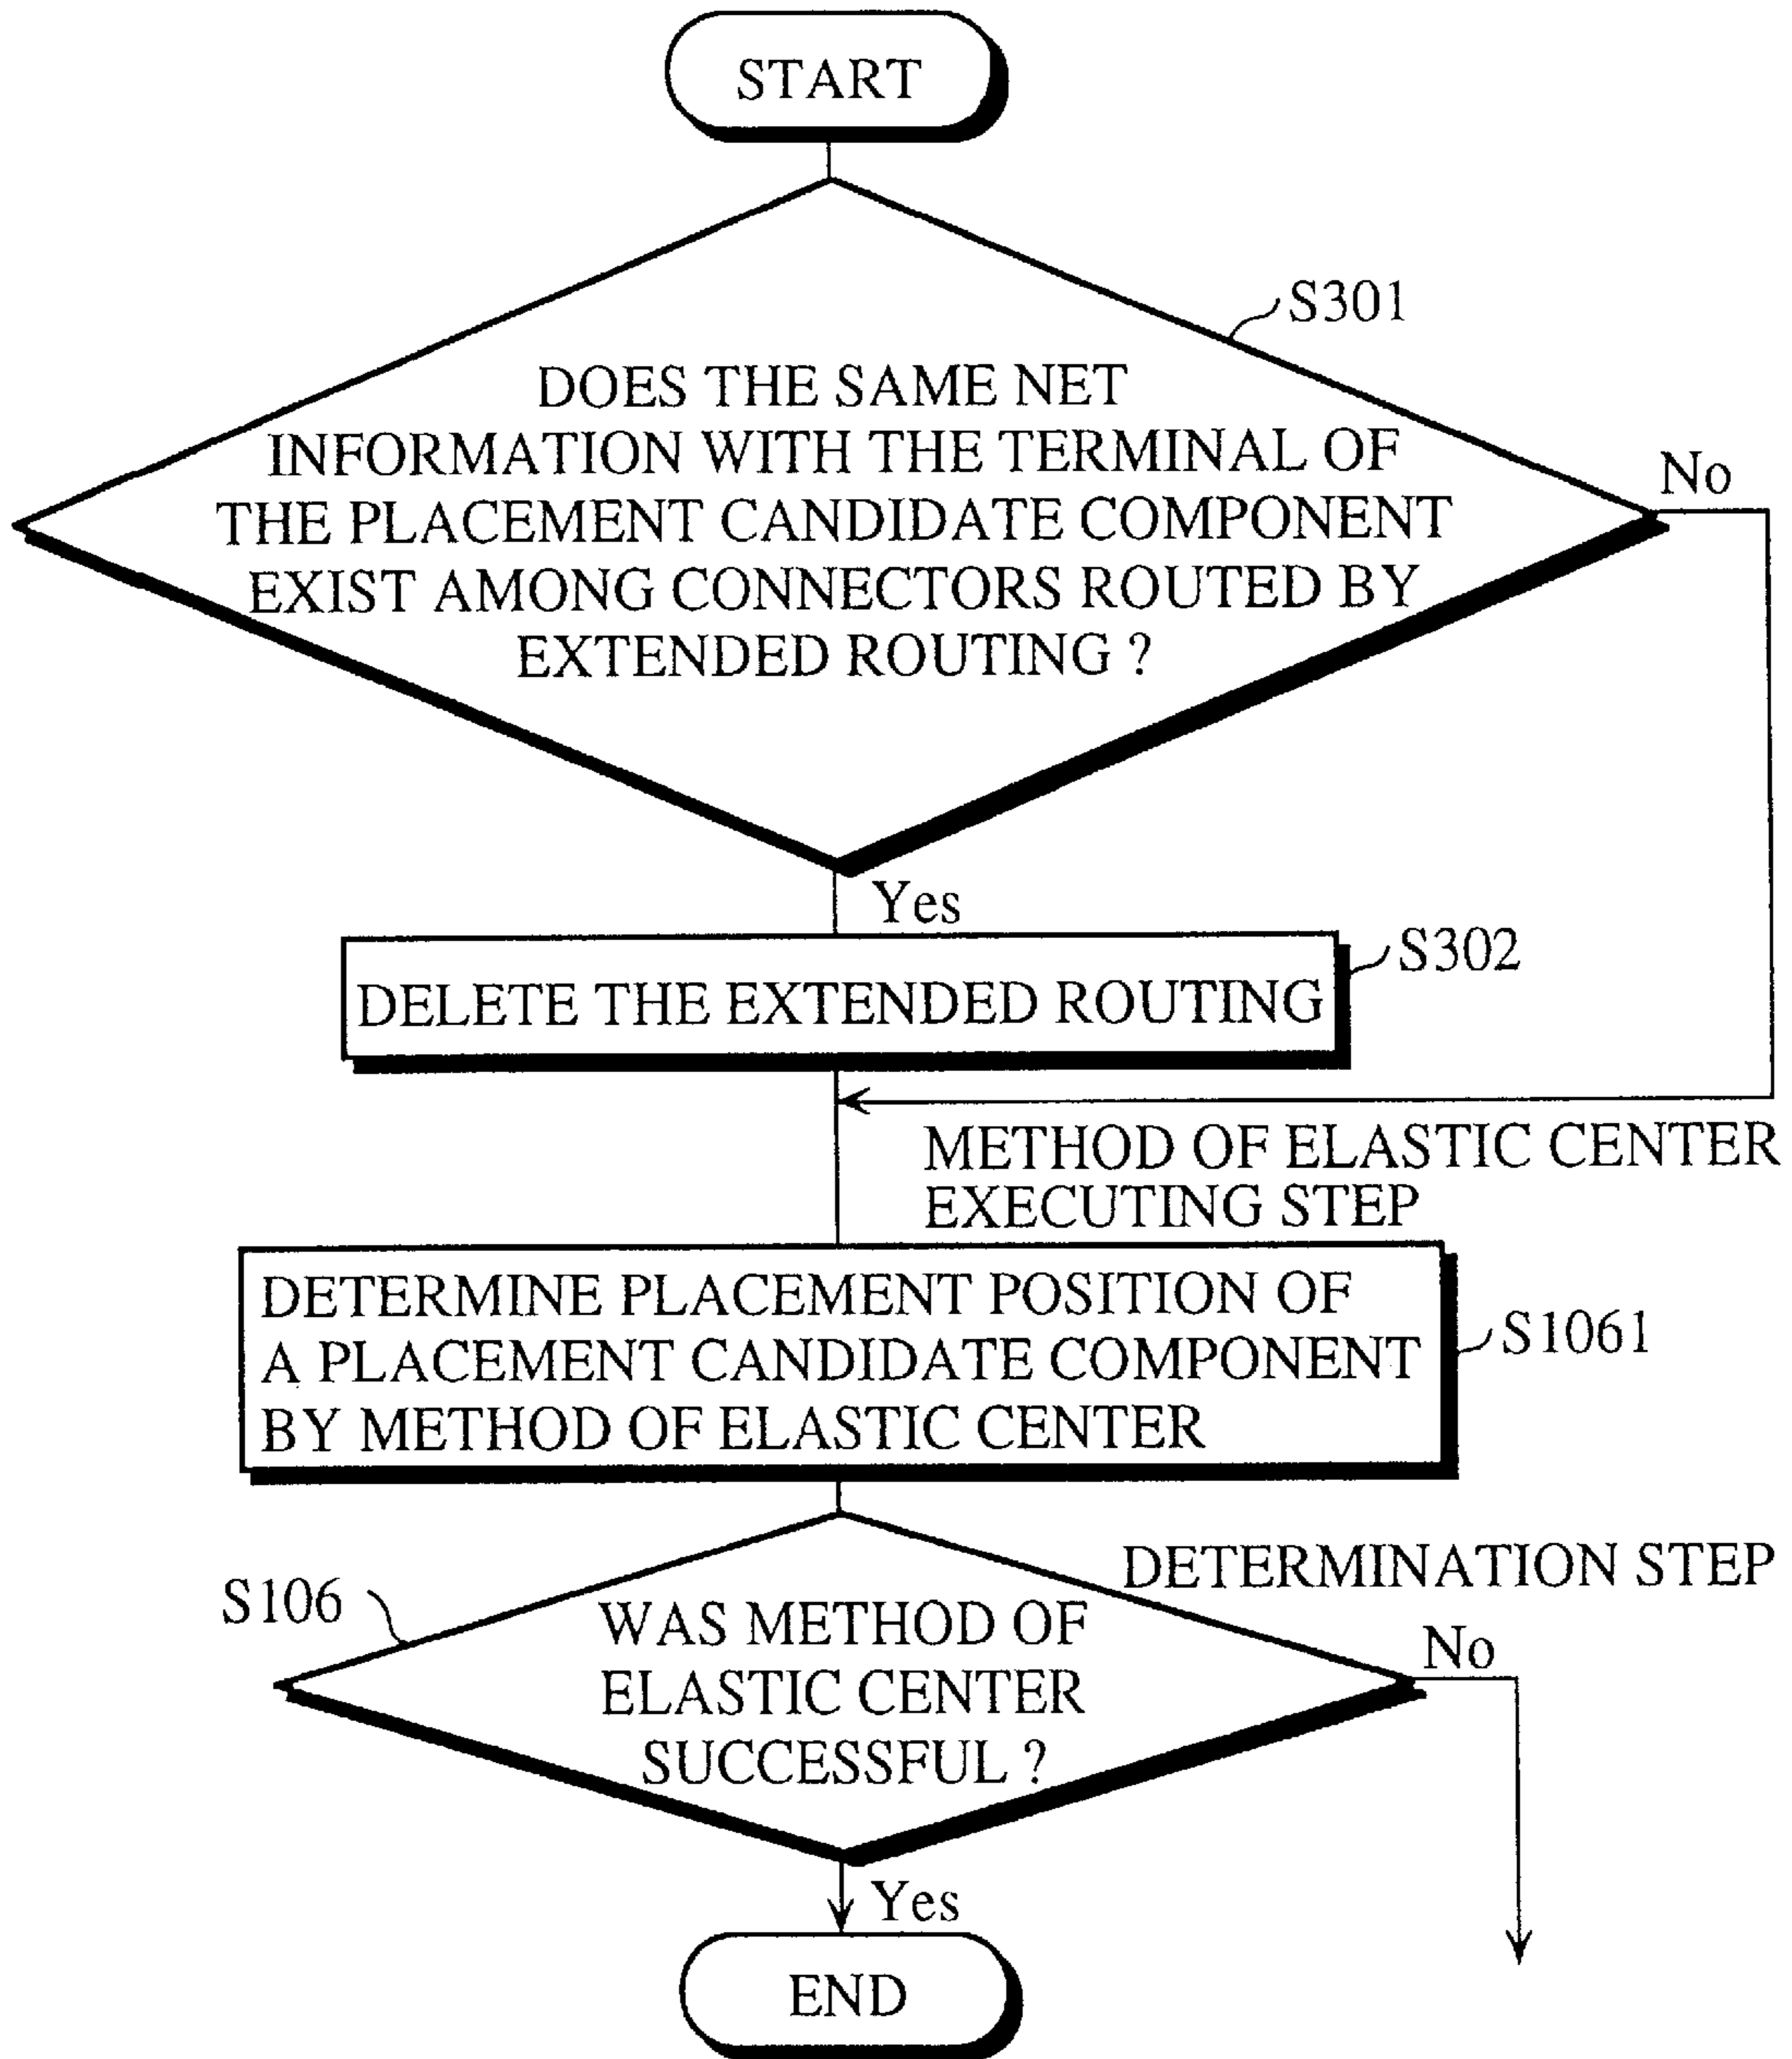 START
S301
DOES THE SAME NET
INFORMATION WITH THE TERMINAL OF
THE PLACEMENT CANDIDATE COMPONENT
EXIST AMONG CONNECTORS ROUTED BY
EXTENDED ROUTING ?
No
Yes
S302
DELETE THE EXTENDED ROUTING
METHOD OF ELASTIC CENTER
EXECUTING STEP
DETERMINE PLACEMENT POSITION OF
A PLACEMENT CANDIDATE COMPONENT
BY METHOD OF ELASTIC CENTER
S1061
DETERMINATION STEP
S106
WAS METHOD OF
ELASTIC CENTER
SUCCESSFUL ?
No
Yes
END